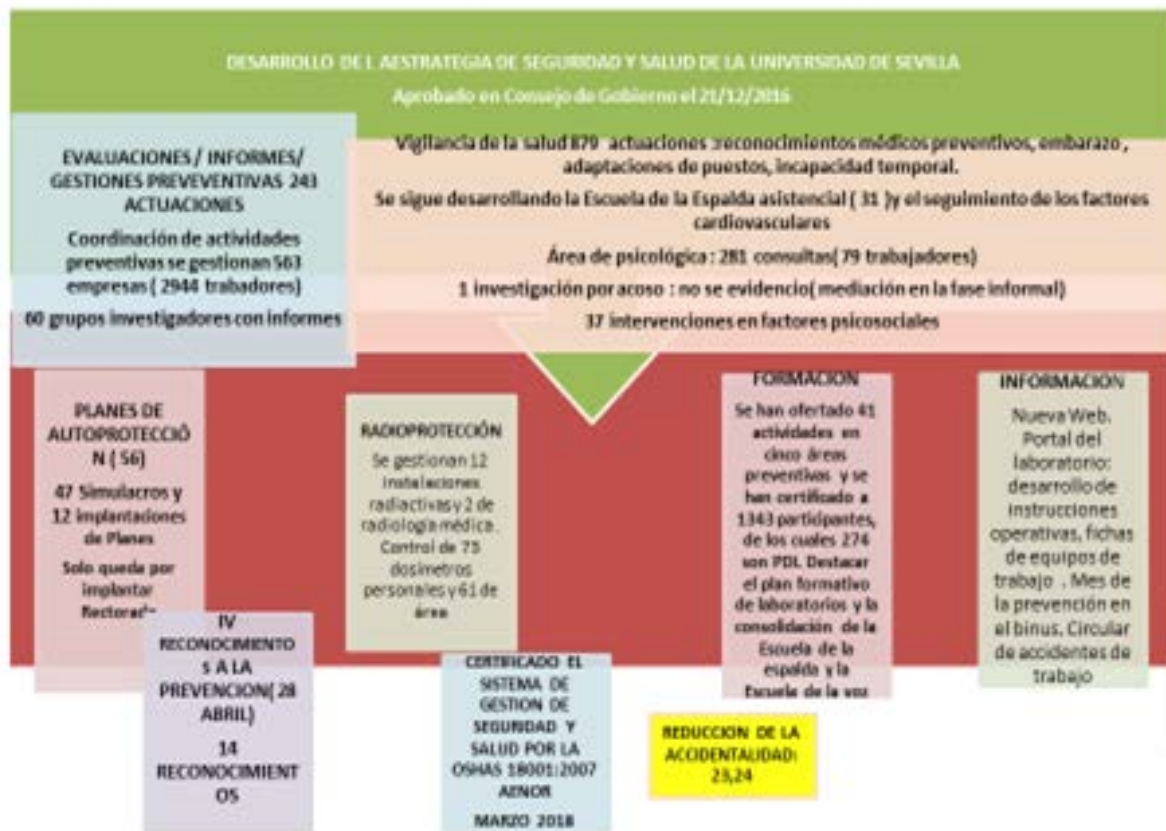 DESARROLLO DE L AESTRATEGIA DE SEGURIDAD Y SALUD DE LA UNIVERSIDAD DE SEVILLA
Aprobado en Consejo de Gobierno el 21/12/2016
EVALUACIONES / INFORMES/
GESTIONES PREVEVENTIVAS 243
ACTUACIONES
Coordinación de actividades
preventivas se gestionan 563
empresas ( 2944 trabadores)
60 grupos investigadores con informes
Vigilancia de la salud 879 actuaciones :reconocimientos médicos preventivos, embarazo ,
adaptaciones de puestos, incapacidad temporal.
Se sigue desarrollando la Escuela de la Espalda asistencial ( 31 )y el seguimiento de los factores
cardiovasculares
Área de psicológica : 281 consultas( 79 trabajadores)
1 investigación por acoso : no se evidencio( mediación en la fase informal)
37 intervenciones en factores psicosociales
PLANES DE
AUTOPROTECCIÓ
N ( 56)
47 Simulacros y
12 implantaciones
de Planes
Solo queda por
implantar
Rectorado
IV
RECONOCIMIENTO
S A LA
PREVENCION( 28
ABRIL)
14
RECONOCIMIENT
OS
RADIOPROTECCIÓN
Se gestionan 12
instalaciones
radiactivas y 2 de
radiología médica.
Control de 75
dosímetros
personales y 61 de
área
CERTIFICADO EL
SISTEMA DE
GESTION DE
SEGURIDAD Y
SALUD POR LA
OSHAS 18001:2007
AENOR
MARZO 2018
FORMACION
Se han ofertado 41
actividades en
cinco áreas
preventivas y se
han certificado a
1343 participantes,
de los cuales 274
son PDL Destacar
el plan formativo
de laboratorios y la
consolidación de la
Escuela de la
espalda y la
Escuela de la voz
REDUCCION DE LA
ACCIDENTALIDAD:
23,24
INFORMACION
Nueva Web.
Portal del
laboratorio:
desarrollo de
instrucciones
operativas, fichas
de equipos de
trabajo . Mes de
la prevención en
el binus. Circular
de accidentes de
trabajo